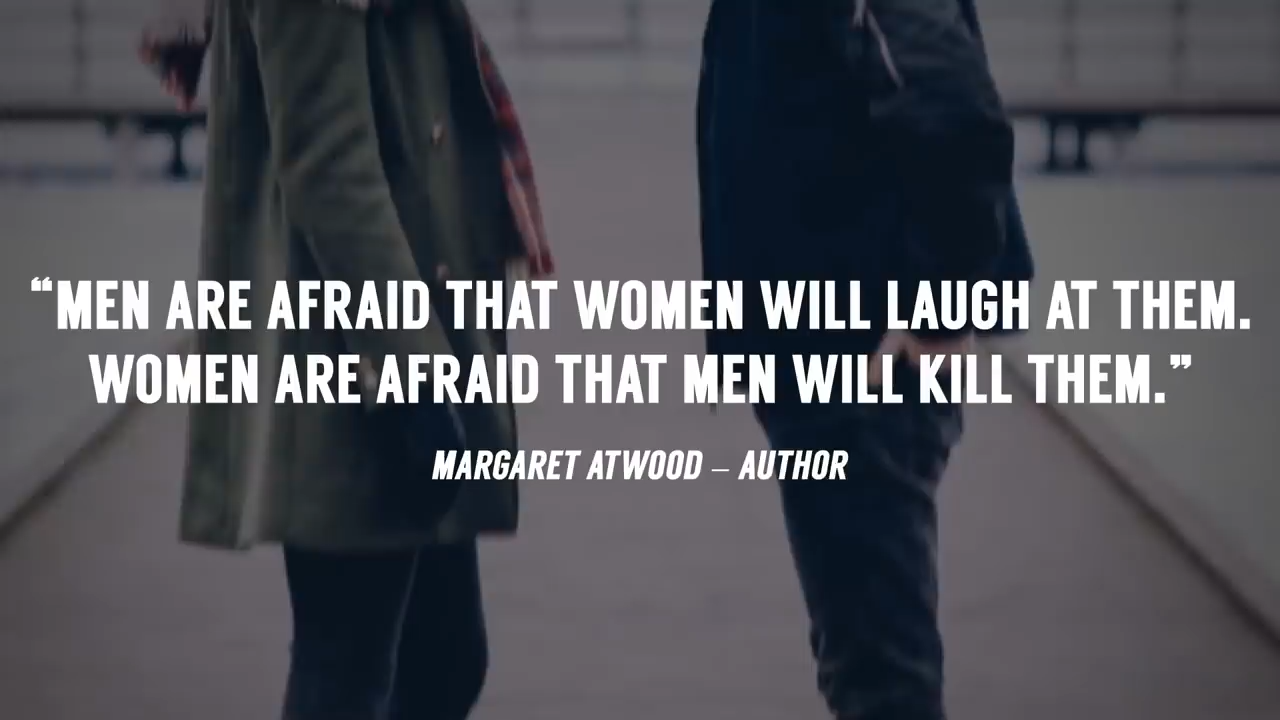 “MEN ARE AFRAID THAT WOMEN WILL LAUGH AT THEM.
WOMEN ARE AFRAID THAT MEN WILL KILL THEM.”
MARGARET ATWOOD – AUTHOR